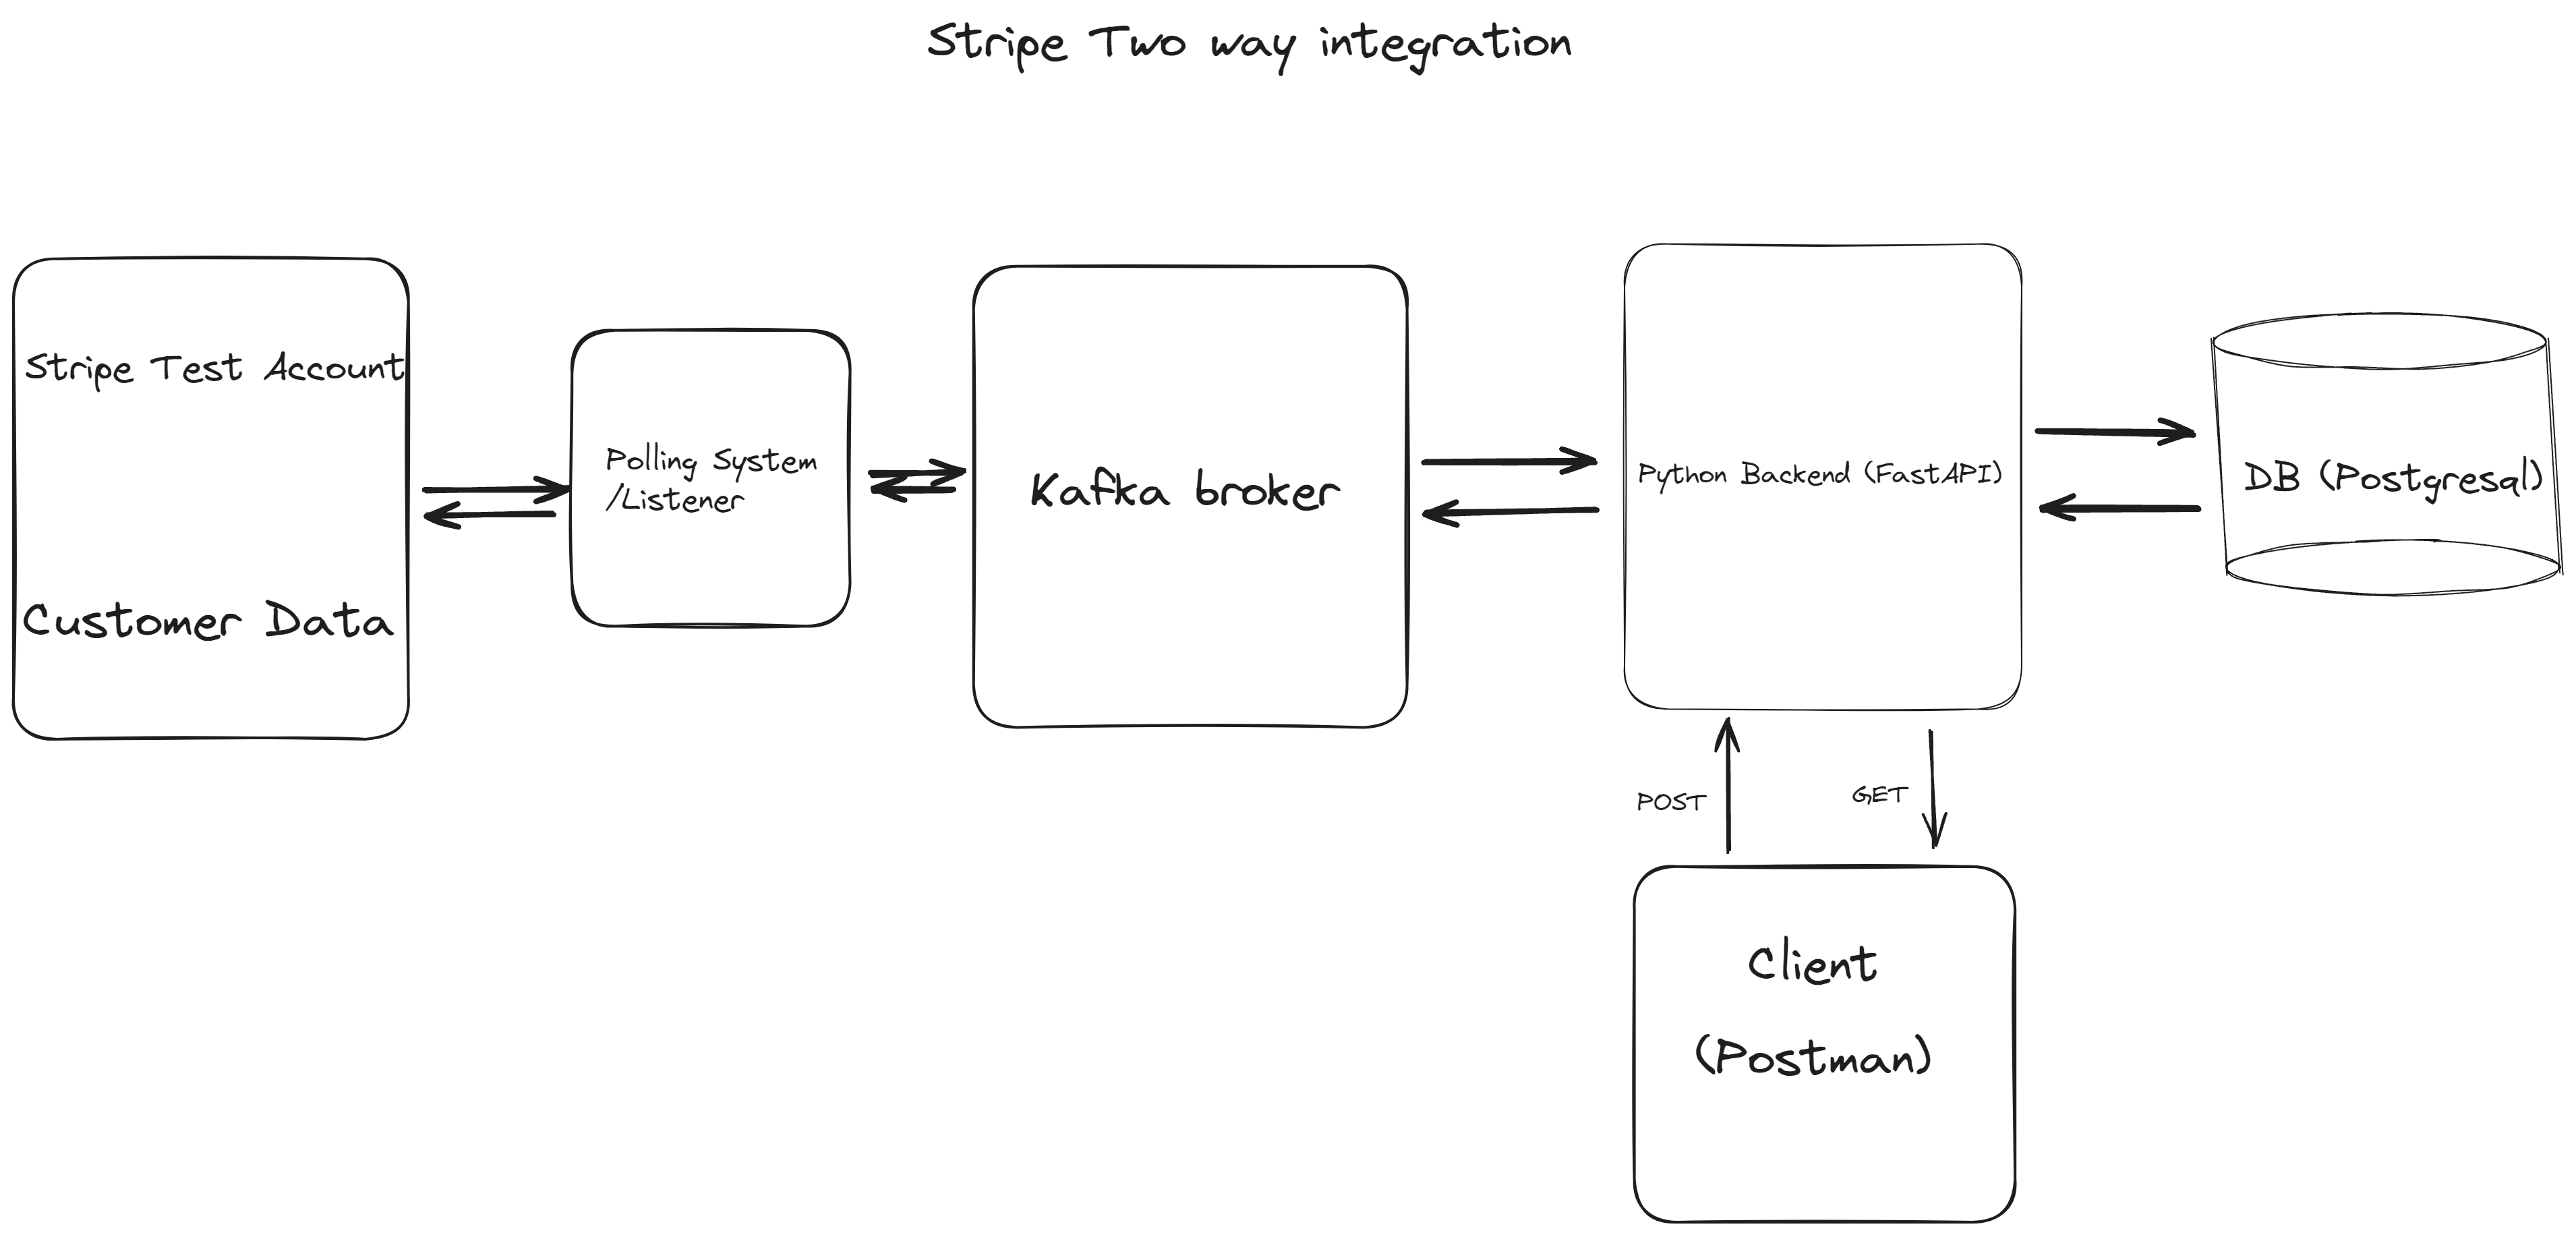 Stripe Two way integration
Stripe Test Account
Customer Data
Polling System
/Listener
Kafka broker
Python Backend (FastAPI)
DB (Postgresql)
POST
GET
Client
(Postman)